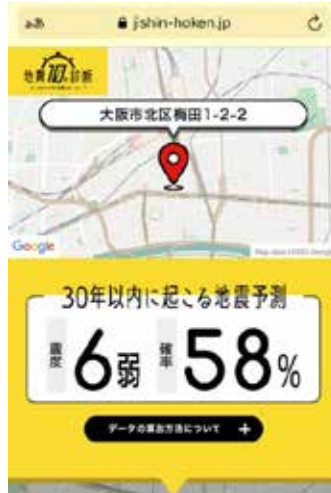 ぁあ jishin-hoken.jp
地震10秒診断
大阪市北区梅田1-2-2
Google
30年以内に起こる地震予測
震度 6弱 確率 58%
データの算出方法について +